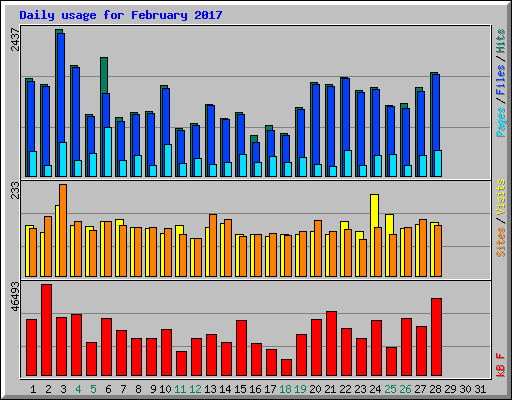 Daily usage for February 2017
2437
Pages / Files / Hits
233
Sites / Visits
46493
kB F
1 2 3 4 5 6 7 8 9 10 11 12 13 14 15 16 17 18 19 20 21 22 23 24 25 26 27 28 29 30 31